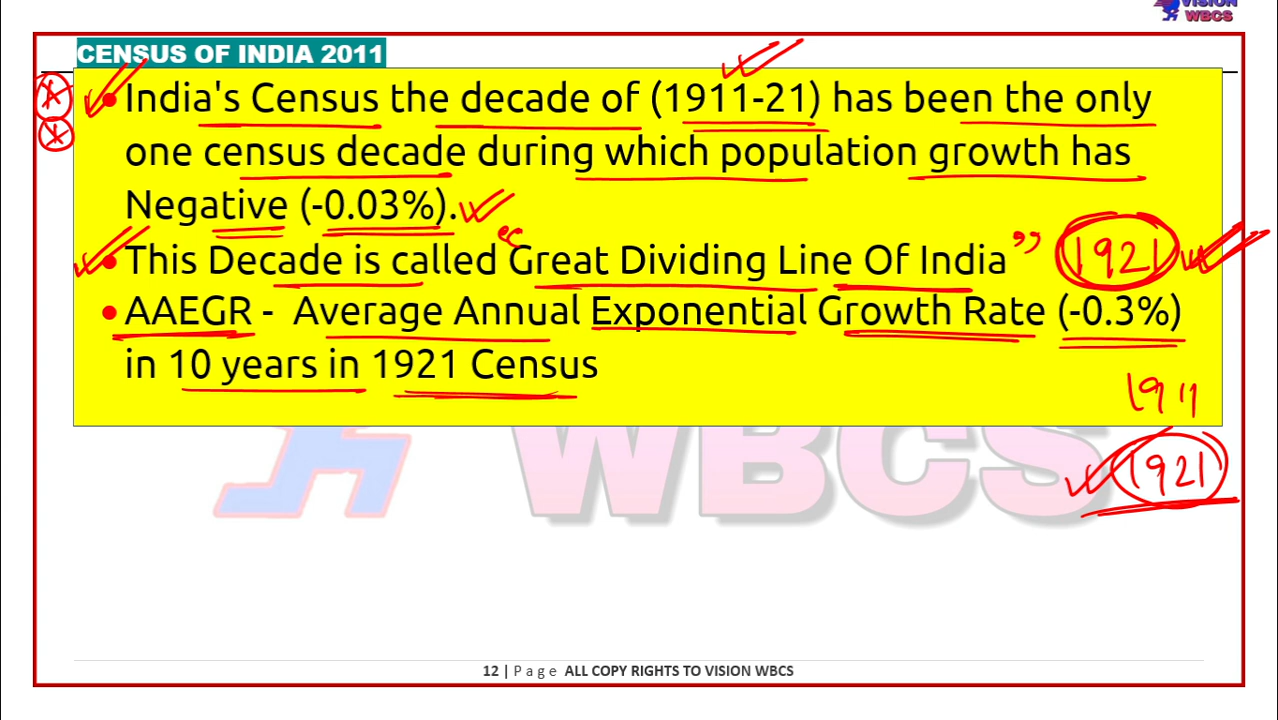 VISION
WBCS
CENSUS OF INDIA 2011
• India's Census the decade of (1911-21) has been the only
one census decade during which population growth has
Negative (-0.03%).
• This Decade is called “Great Dividing Line Of India” 1921
• AAEGR - Average Annual Exponential Growth Rate (-0.3%)
in 10 years in 1921 Census
1911
1921
WBCS
12 | Page ALL COPY RIGHTS TO VISION WBCS